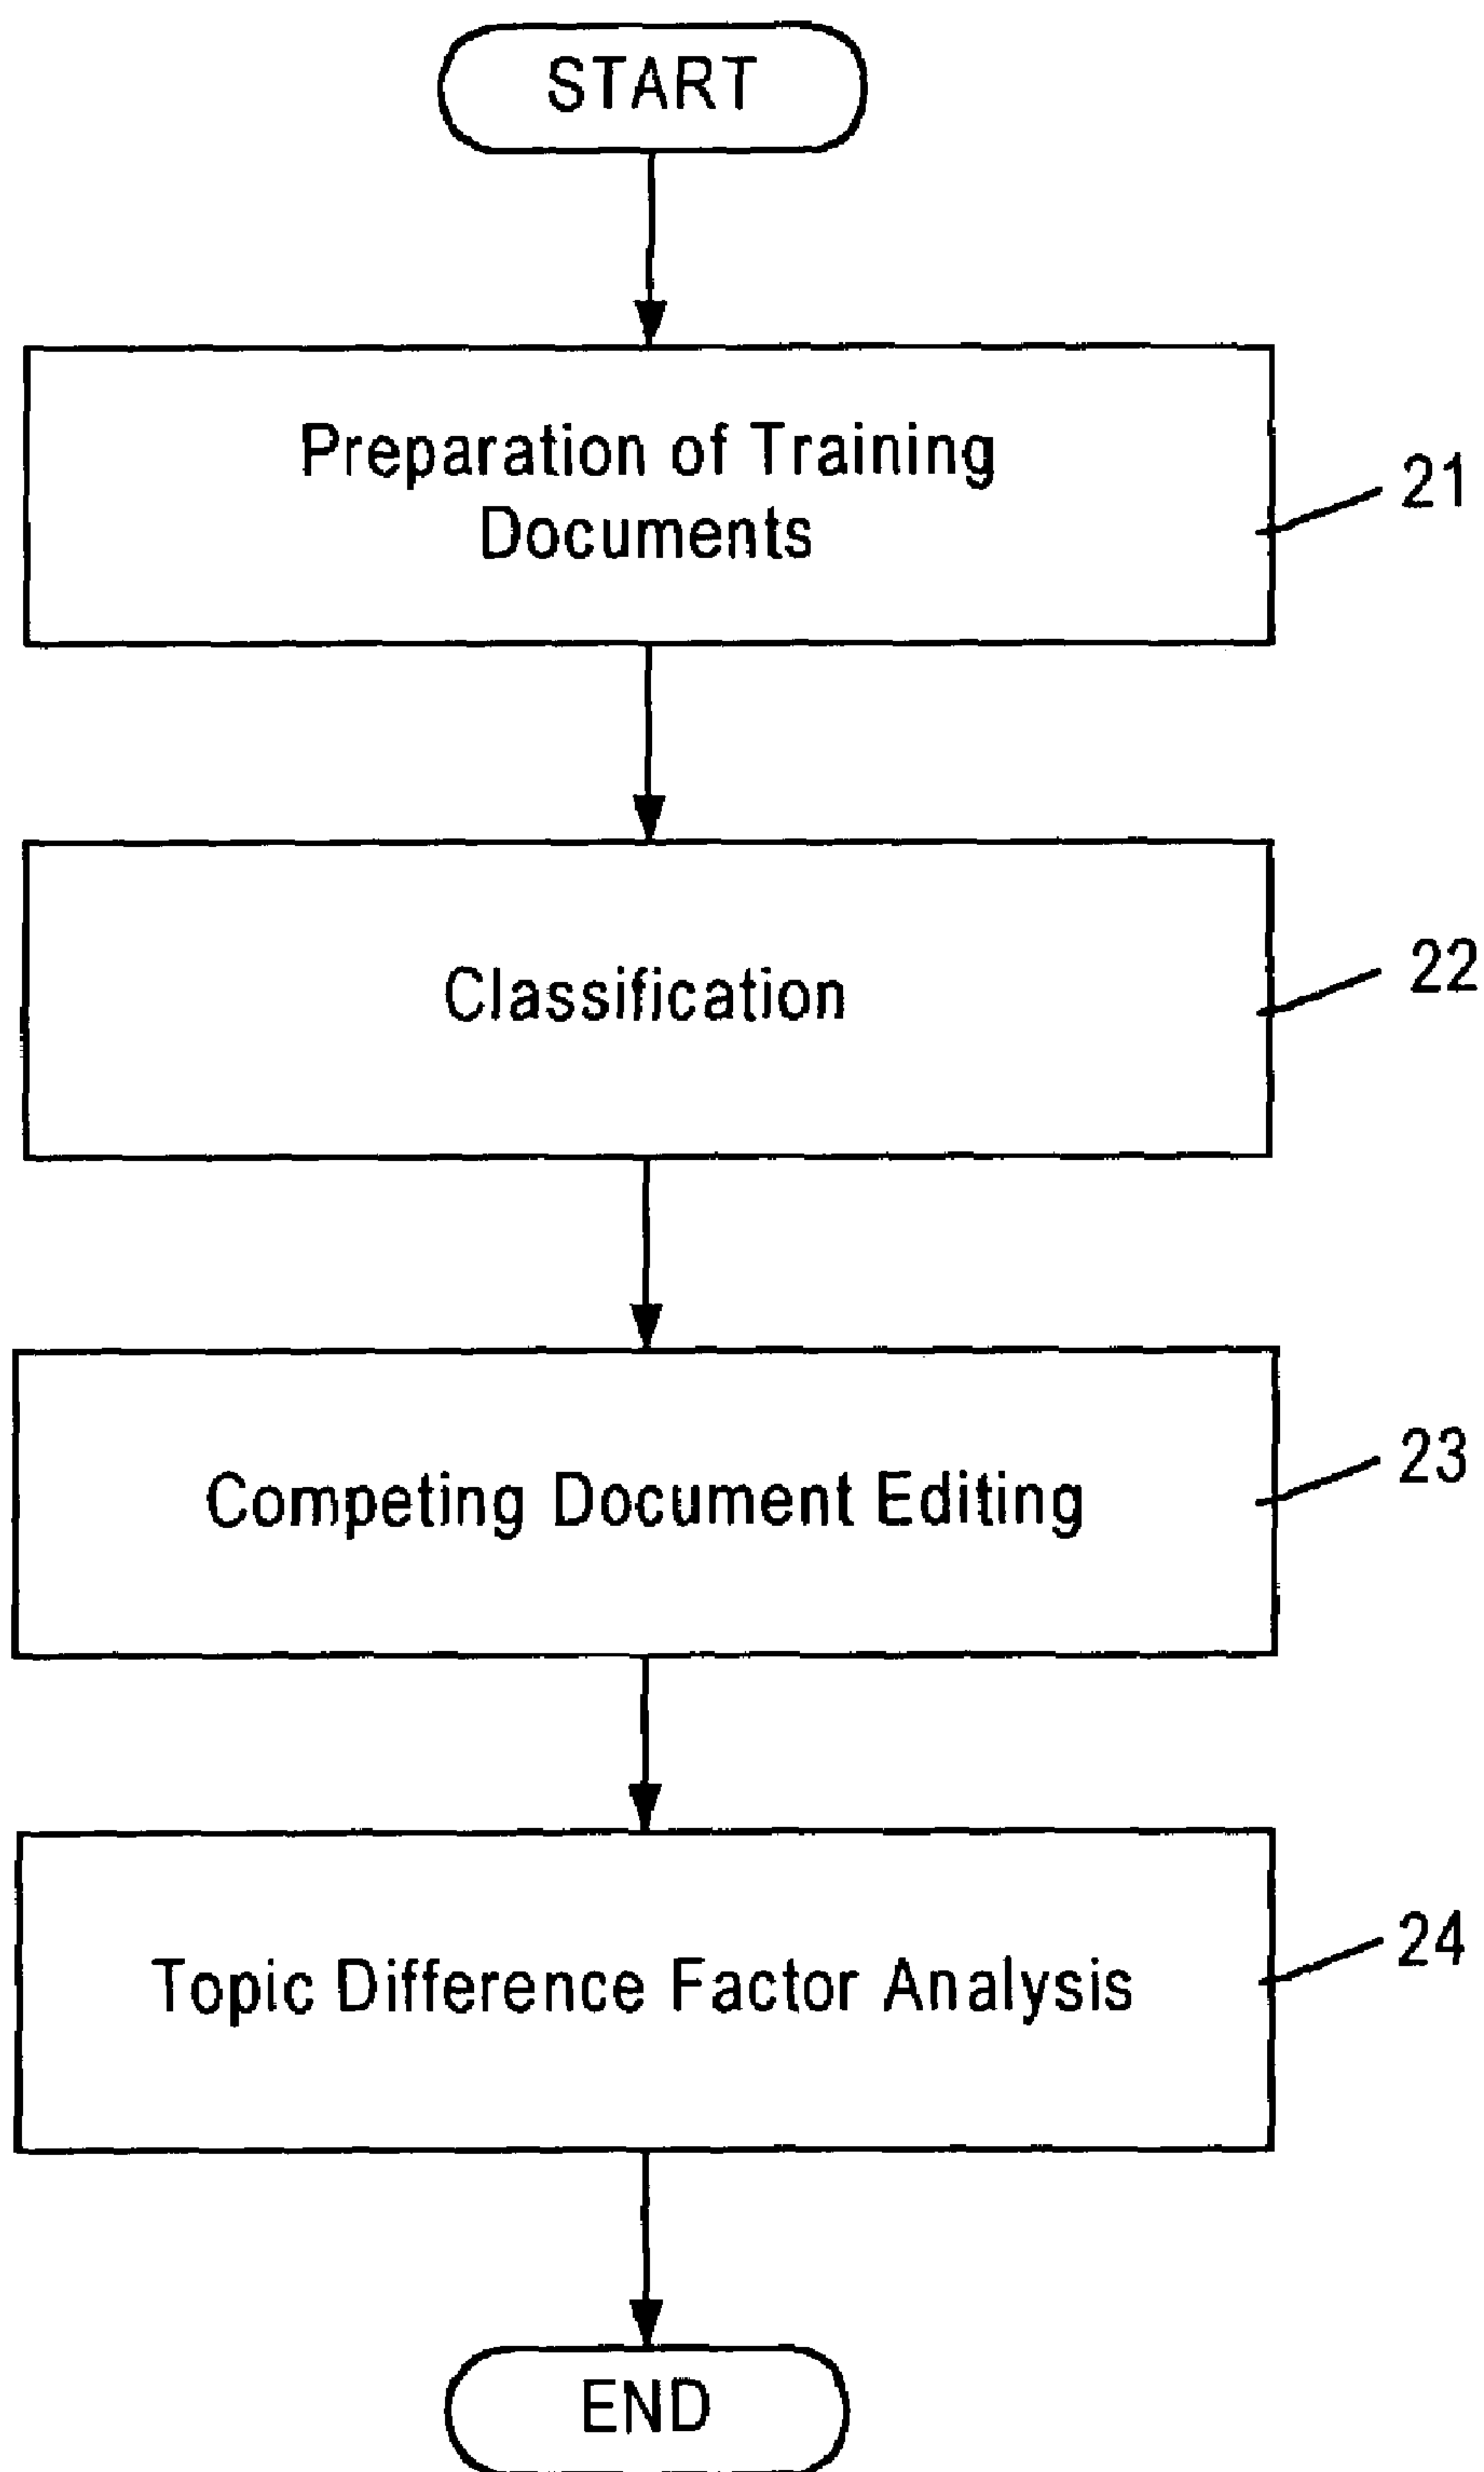 START
Preparation of Training
Documents
21
Classification
22
Competing Document Editing
23
Topic Difference Factor Analysis
24
END